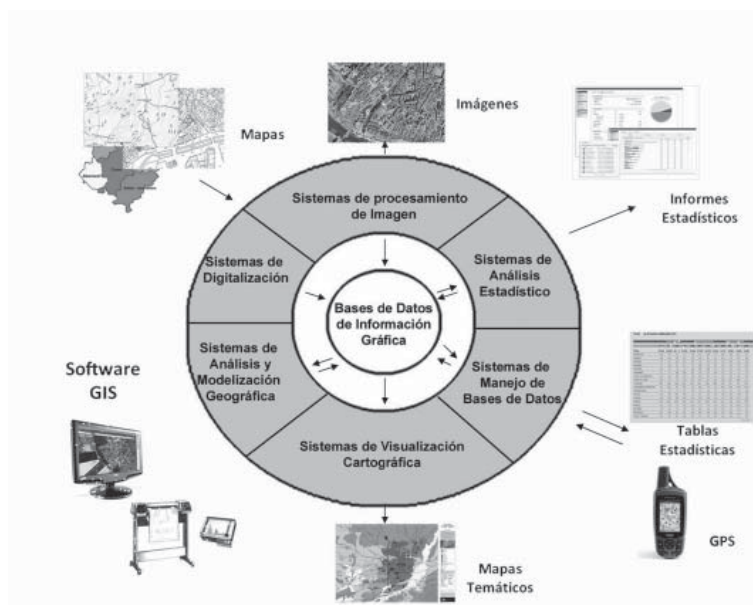 Mapas
Imágenes
Informes
Estadísticos
Sistemas de procesamiento
de Imagen
Sistemas de
Digitalización
Sistemas de
Análisis
Estadístico
Bases de Datos
de Información
Gráfica
Sistemas de
Análisis y
Modelización
Geográfica
Sistemas de
Manejo de
Bases de Datos
Sistemas de Visualización
Cartográfica
Software
GIS
Tablas
Estadísticas
GPS
Mapas
Temáticos